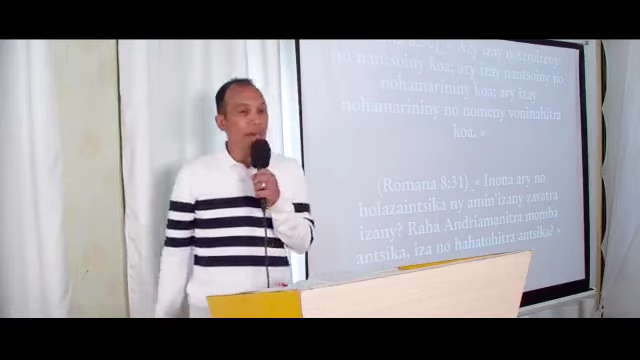 Ary izay notendreny
no nantsoiny koa; ary izay nantsoiny no
nohamarininy koa; ary izay
nohamarininy no nomeny voninahitra
koa. »
(Romana 8:31)_« Inona ary no
holazaintsika ny amin'izany zavatra
izany? Raha Andriamanitra momba
antsika, iza no hahatohitra antsika? »